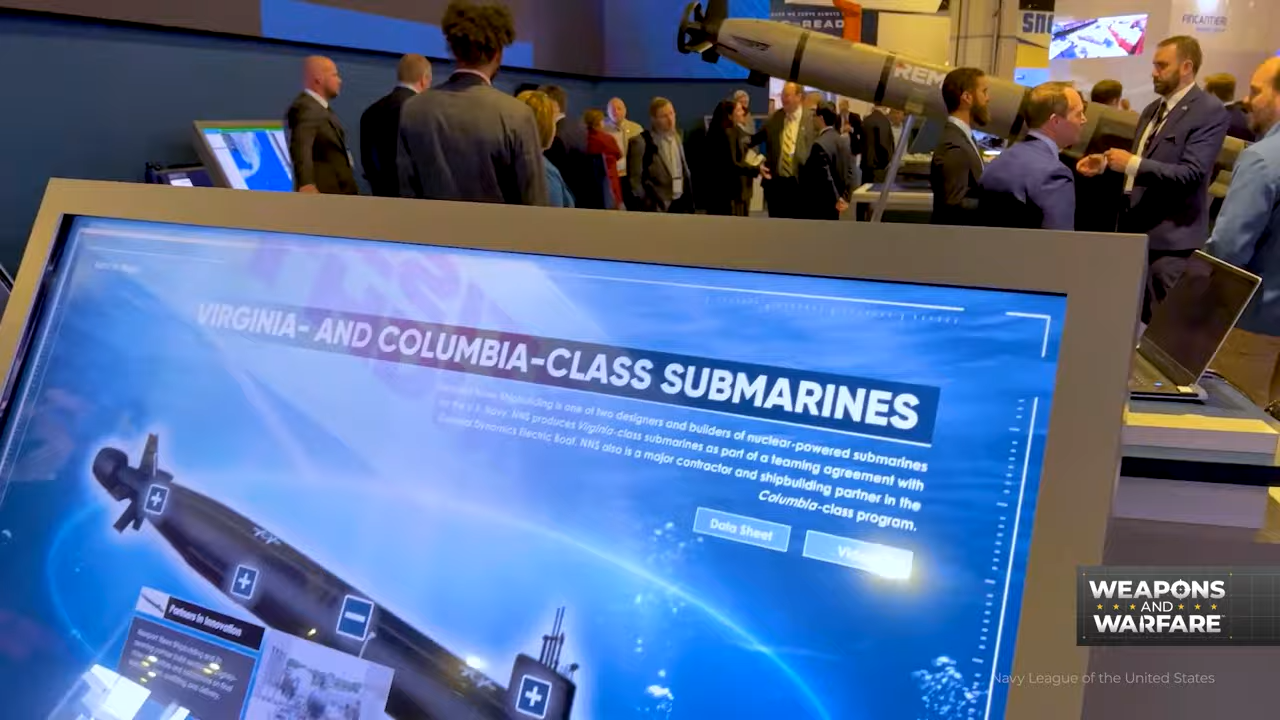 READ
FINCANTIERI
REM
VIRGINIA- AND COLUMBIA-CLASS SUBMARINES
Shipbuilding is one of two designers and builders of nuclear-powered submarines
for the U.S. Navy. NNS produces Virginia-class submarines as part of a teaming agreement with
General Dynamics Electric Boat. NNS also is a major contractor and shipbuilding partner in the
Columbia-class program.
Data Sheet
Partners in Innovation
WEAPONS
AND
WARFARE
Navy League of the United States